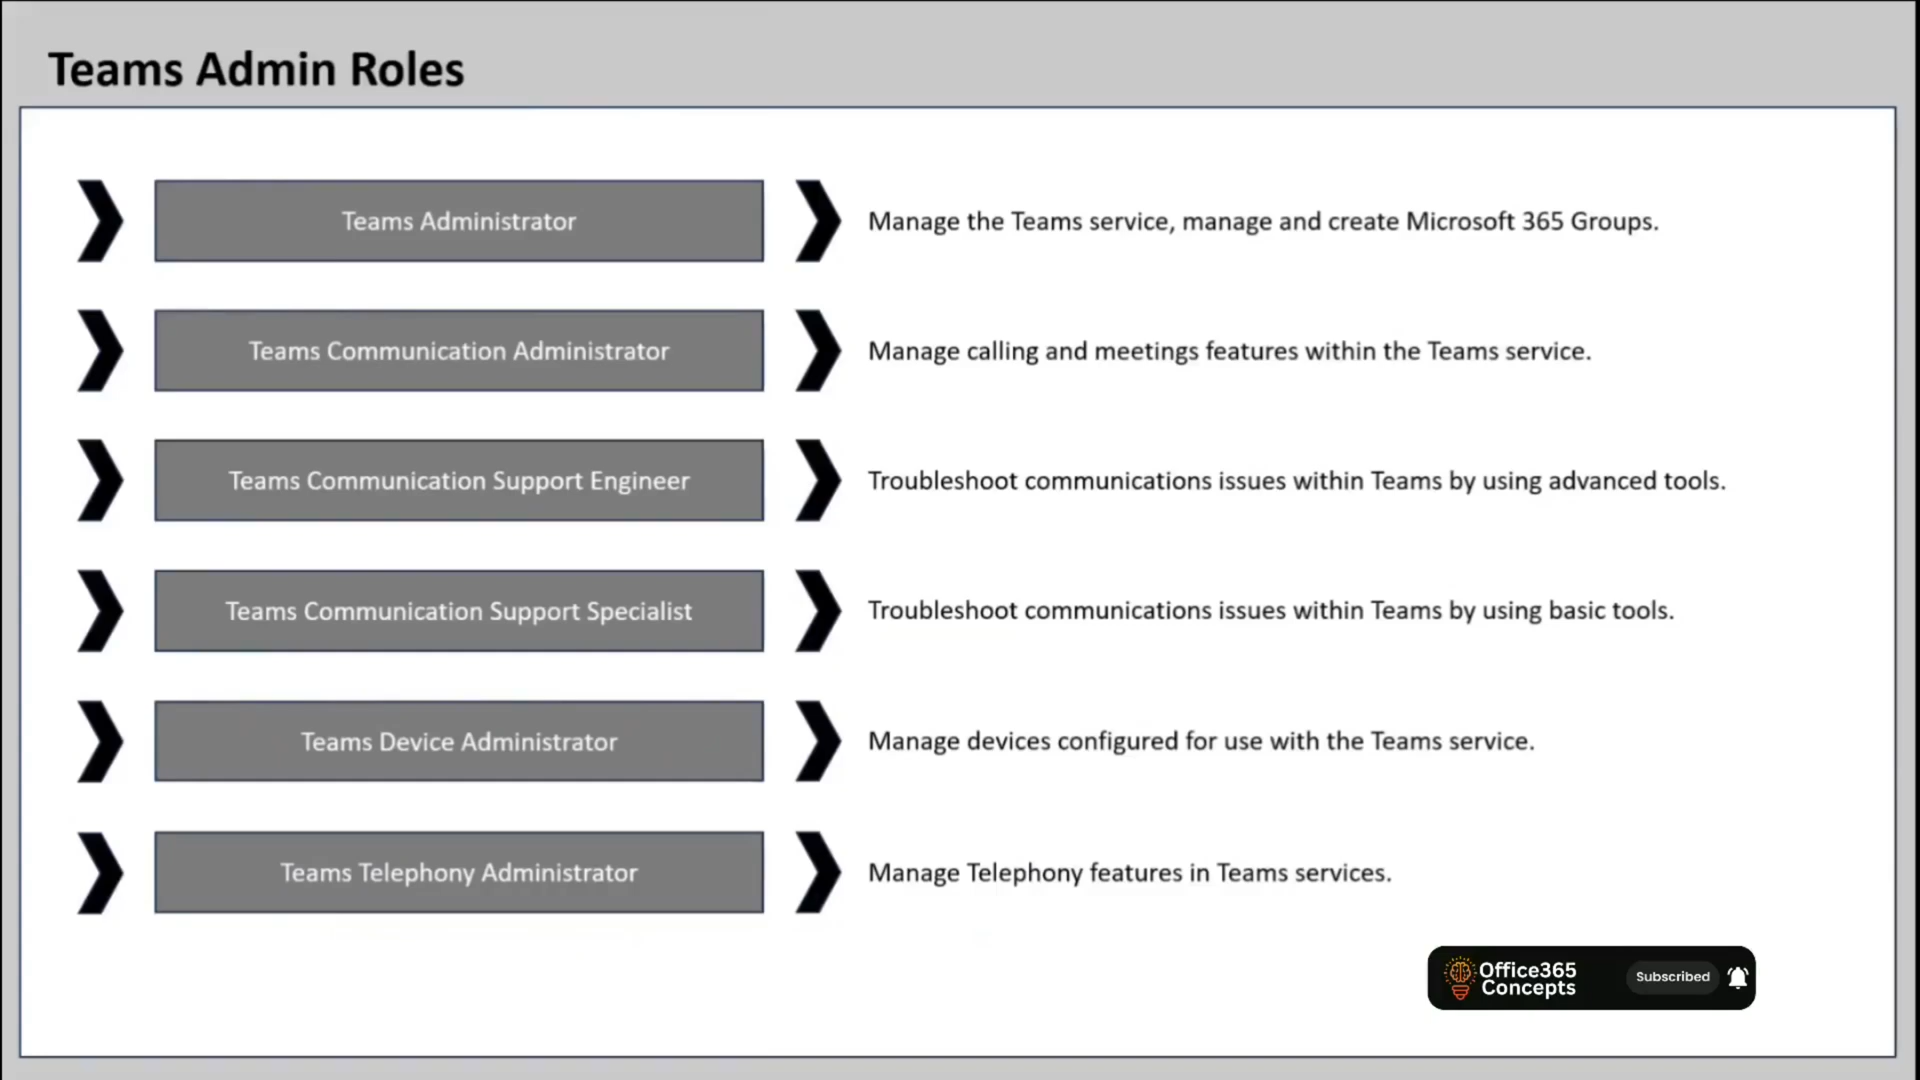 Teams Admin Roles
Teams Administrator
Manage the Teams service, manage and create Microsoft 365 Groups.
Teams Communication Administrator
Manage calling and meetings features within the Teams service.
Teams Communication Support Engineer
Troubleshoot communications issues within Teams by using advanced tools.
Teams Communication Support Specialist
Troubleshoot communications issues within Teams by using basic tools.
Teams Device Administrator
Manage devices configured for use with the Teams service.
Teams Telephony Administrator
Manage Telephony features in Teams services.
Office365
Concepts
Subscribed